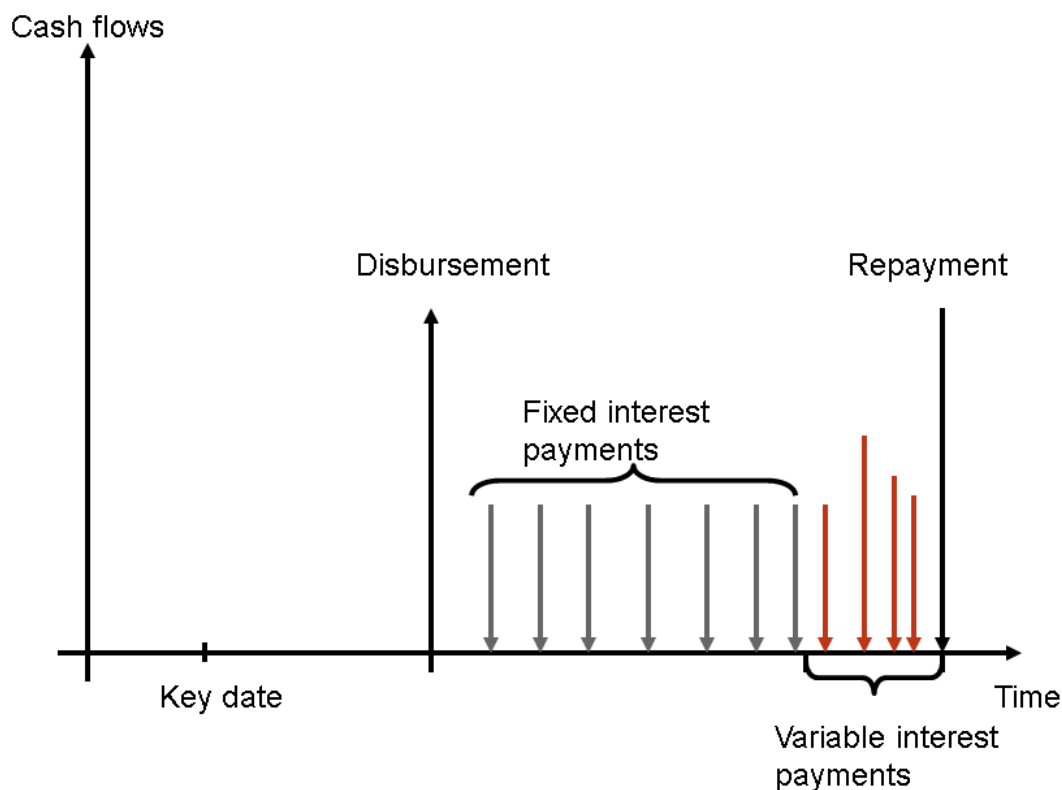 Cash flows
Disbursement
Repayment
Fixed interest
payments
Key date
Time
Variable interest
payments